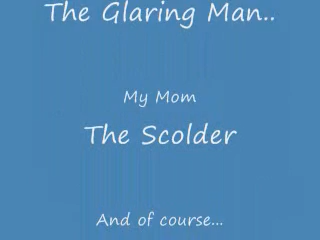 The Glaring Man..
My Mom
The Scolder
And of course...